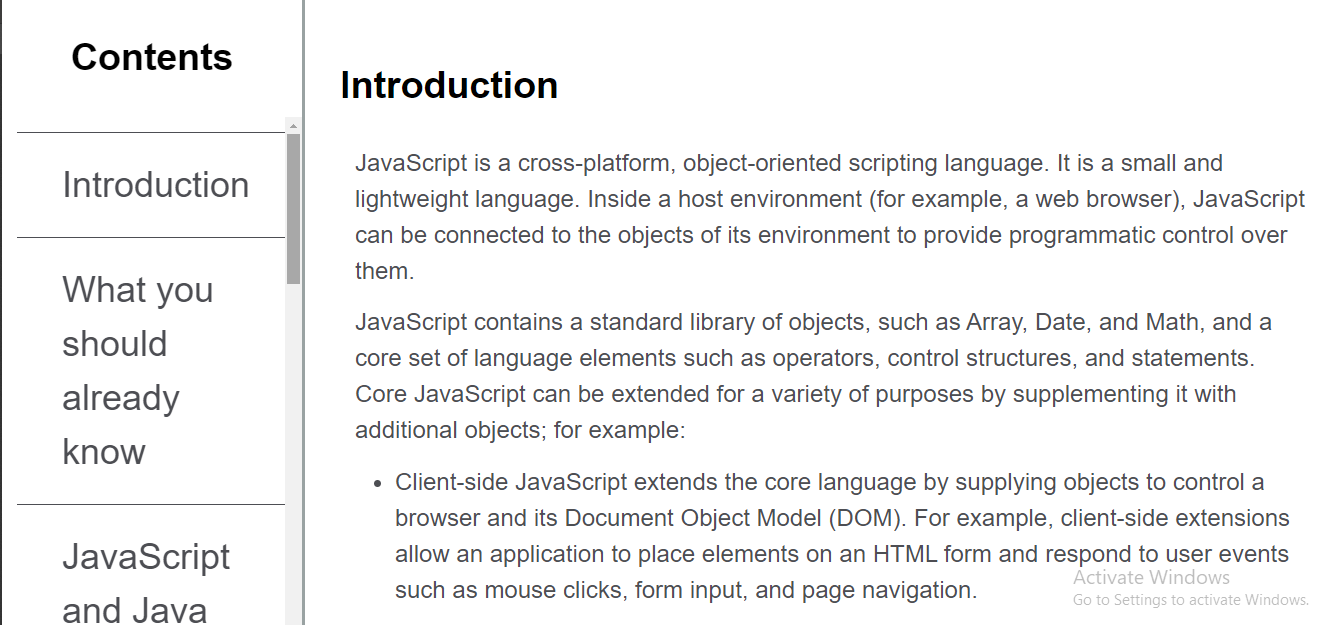 Contents
Introduction
What you
should
already
know
JavaScript
and Java
Introduction
JavaScript is a cross-platform, object-oriented scripting language. It is a small and
lightweight language. Inside a host environment (for example, a web browser), JavaScript
can be connected to the objects of its environment to provide programmatic control over
them.
JavaScript contains a standard library of objects, such as Array, Date, and Math, and a
core set of language elements such as operators, control structures, and statements.
Core JavaScript can be extended for a variety of purposes by supplementing it with
additional objects; for example:
• Client-side JavaScript extends the core language by supplying objects to control a
browser and its Document Object Model (DOM). For example, client-side extensions
allow an application to place elements on an HTML form and respond to user events
such as mouse clicks, form input, and page navigation.
Activate Windows
Go to Settings to activate Windows.